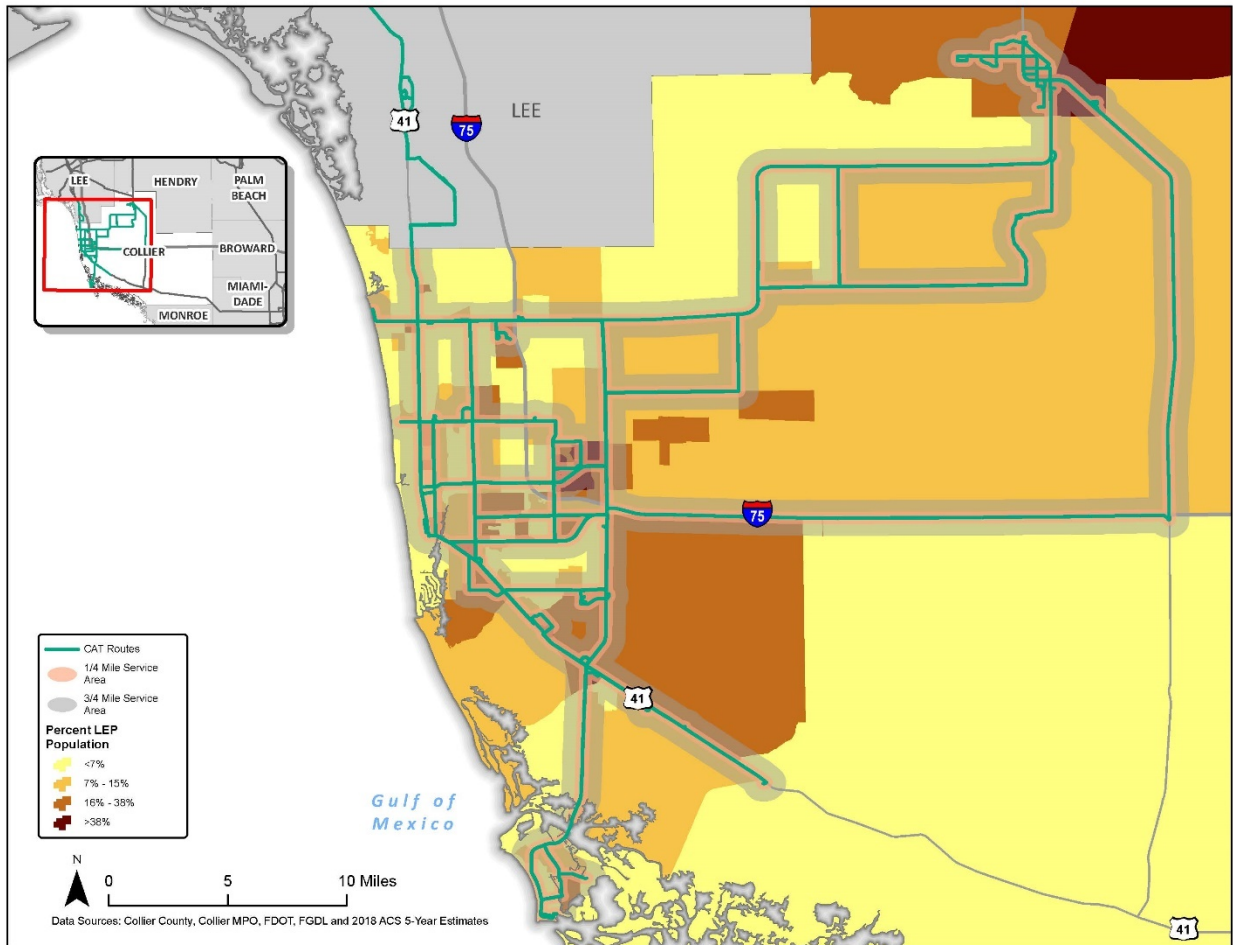 41
75
LEE
LEE
HENDRY
PALM
BEACH
COLLIER
BROWARD
MIAMI-
DADE
MONROE
75
CAT Routes
1/4 Mile Service
Area
3/4 Mile Service
Area
Percent LEP
Population
<7%
7% - 15%
16% - 38%
>38%
41
Gulf of
Mexico
N
0 5 10 Miles
Data Sources: Collier County, Collier MPO, FDOT, FGDL and 2018 ACS 5-Year Estimates
41